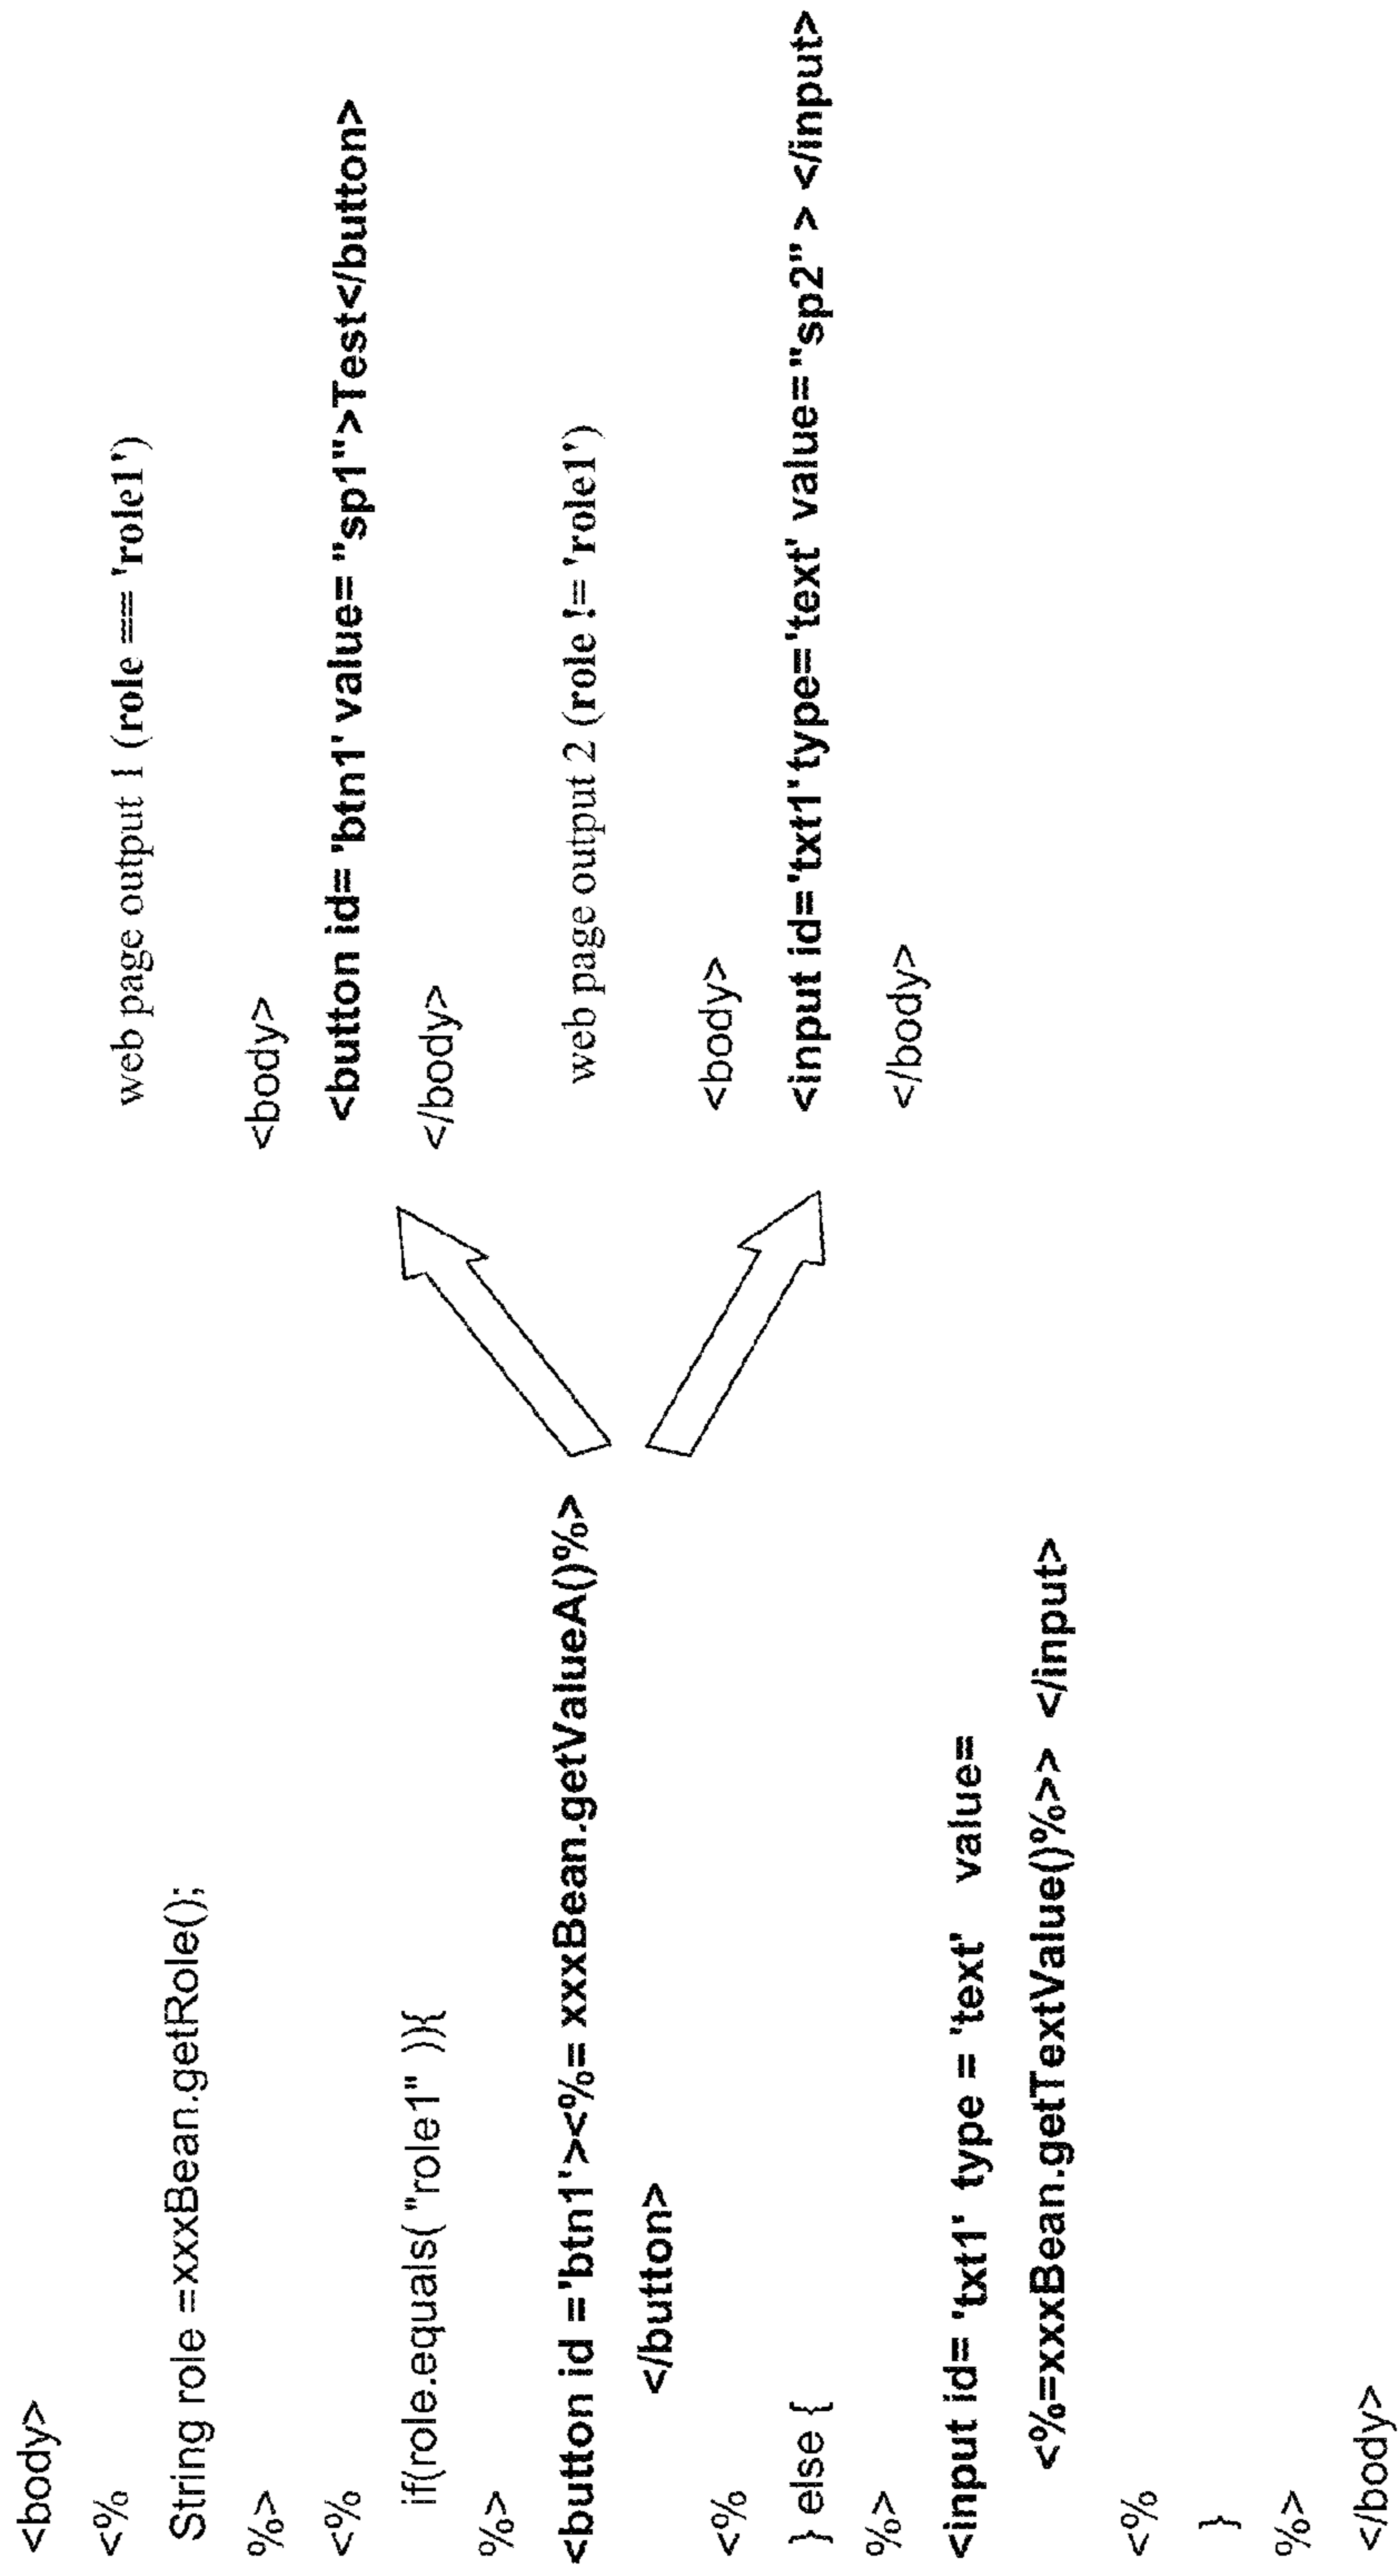 <body>
<%
String role =xxxBean.getRole();
%>
<%
if(role.equals( "role1" )){
%>
<button id ='btn1'><%= xxxBean.getValueA()%>
</button>
<%
} else {
%>
<input id= 'txt1' type = 'text' value=
<%=xxxBean.getTextValue()%>> </input>
<%
}
%>
</body>
web page output 1 (role == 'role1')
<body>
<button id= 'btn1' value= "sp1">Test</button>
</body>
web page output 2 (role != 'role1')
<body>
<input id='txt1' type='text' value="sp2" > </input>
</body>